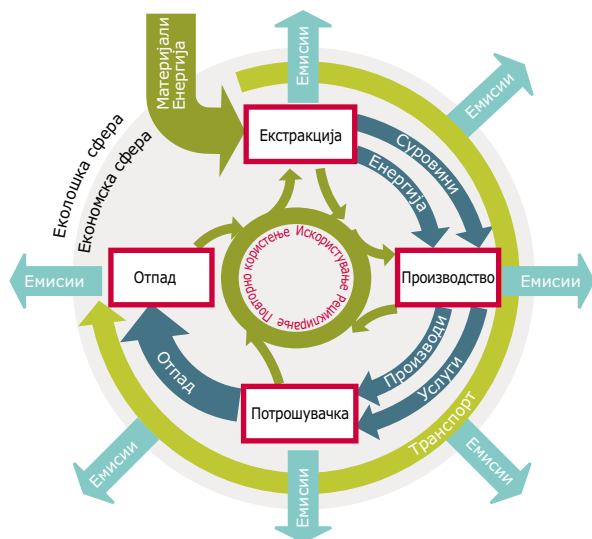 Материјали
Енергија
Емисии
Емисии
Еколошка сфера
Економска сфера
Екстракција
Суровини
Енергија
Емисии
Отпад
Повторно користење Искористување Рециклирање
Производство
Емисии
Отпад
Производи
Услуги
Потрошувачка
Транспорт
Емисии
Емисии
Емисии